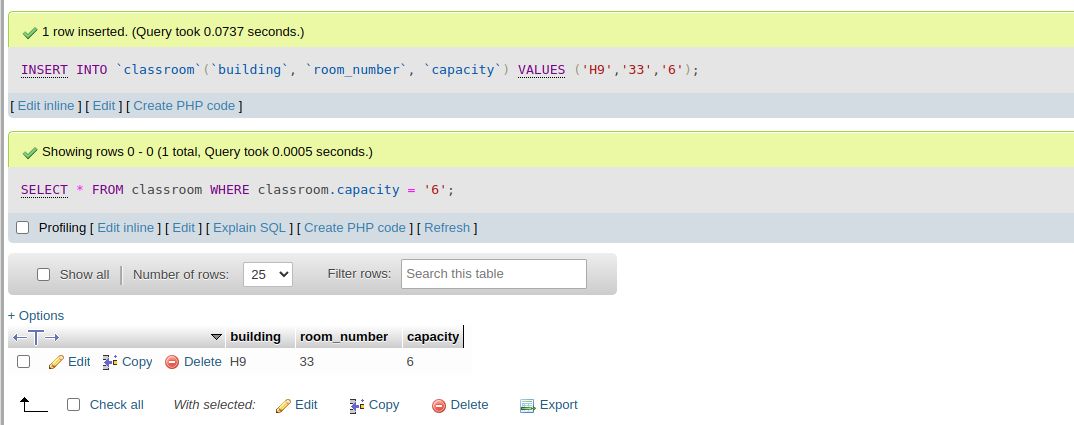 1 row inserted. (Query took 0.0737 seconds.)
INSERT INTO `classroom`(`building`, `room_number`, `capacity`) VALUES ('H9','33','6');
[ Edit inline ] [ Edit ] [ Create PHP code ]
Showing rows 0 - 0 (1 total, Query took 0.0005 seconds.)
SELECT * FROM classroom WHERE classroom.capacity = '6';
Profiling [ Edit inline ] [ Edit ] [ Explain SQL ] [ Create PHP code ] [ Refresh ]
Show all | Number of rows: 25 Filter rows: Search this table
+ Options
building room_number capacity
Edit Copy Delete H9 33 6
Check all With selected: Edit Copy Delete Export